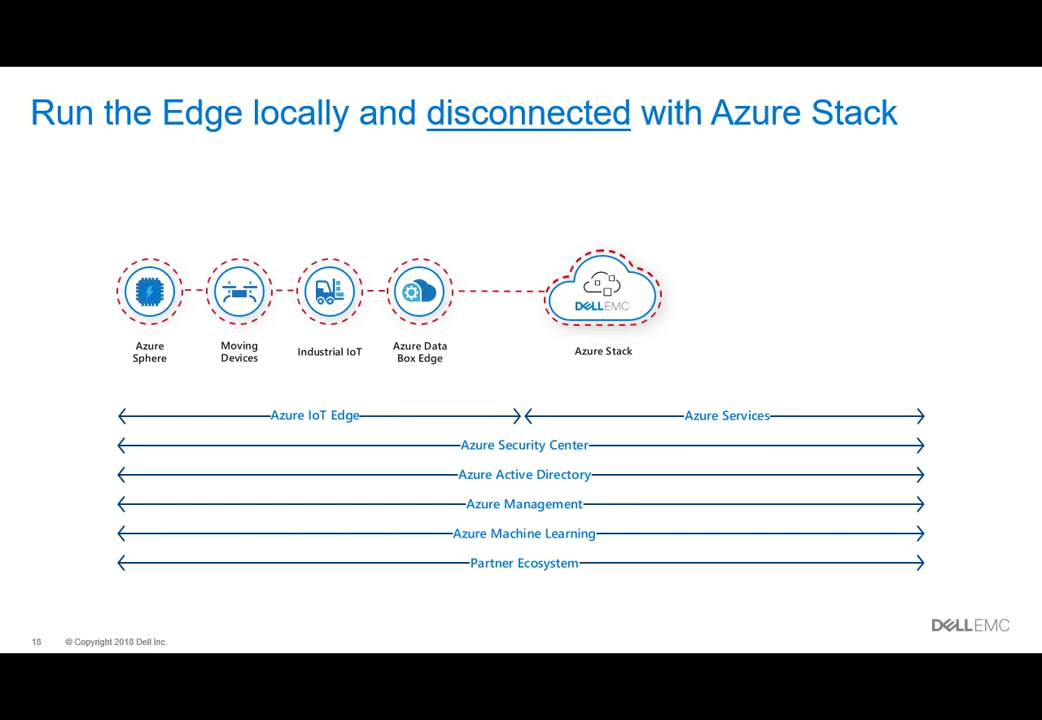 Run the Edge locally and disconnected with Azure Stack
DELLEMC
Azure
Sphere
Moving
Devices
Industrial IoT
Azure Data
Box Edge
Azure Stack
Azure IoT Edge
Azure Services
Azure Security Center
Azure Active Directory
Azure Management
Azure Machine Learning
Partner Ecosystem
DELLEMC
18 © Copyright 2018 Dell Inc.